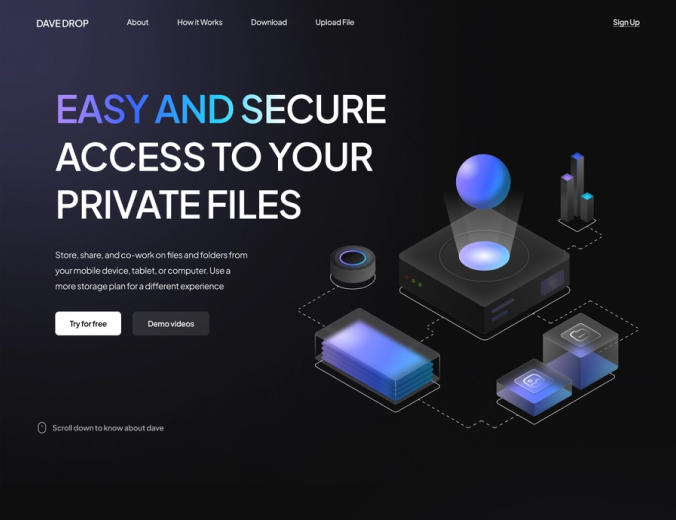 DAVE DROP
About
How it Works
Download
Upload File
Sign Up
EASY AND SECURE
ACCESS TO YOUR
PRIVATE FILES
Store, share, and co-work on files and folders from
your mobile device, tablet, or computer. Use a
more storage plan for a different experience
Try for free
Demo videos
Scroll down to know about dave